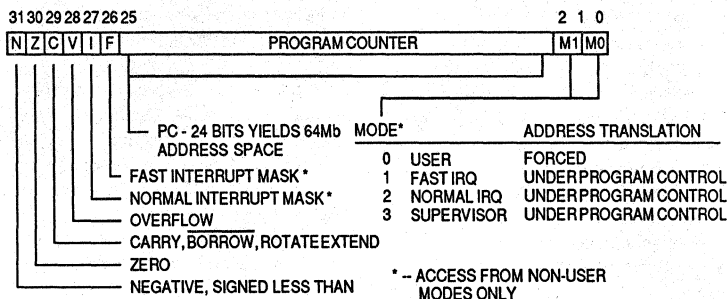 31 30 29 28 27 26 25 2 1 0
N Z C V I F PROGRAM COUNTER M1 M0
PC - 24 BITS YIELDS 64Mb
ADDRESS SPACE
FAST INTERRUPT MASK *
NORMAL INTERRUPT MASK *
OVERFLOW
CARRY, BORROW, ROTATE EXTEND
ZERO
NEGATIVE, SIGNED LESS THAN
MODE* ADDRESS TRANSLATION
0 USER FORCED
1 FAST IRQ UNDER PROGRAM CONTROL
2 NORMAL IRQ UNDER PROGRAM CONTROL
3 SUPERVISOR UNDER PROGRAM CONTROL
* -- ACCESS FROM NON-USER
MODES ONLY